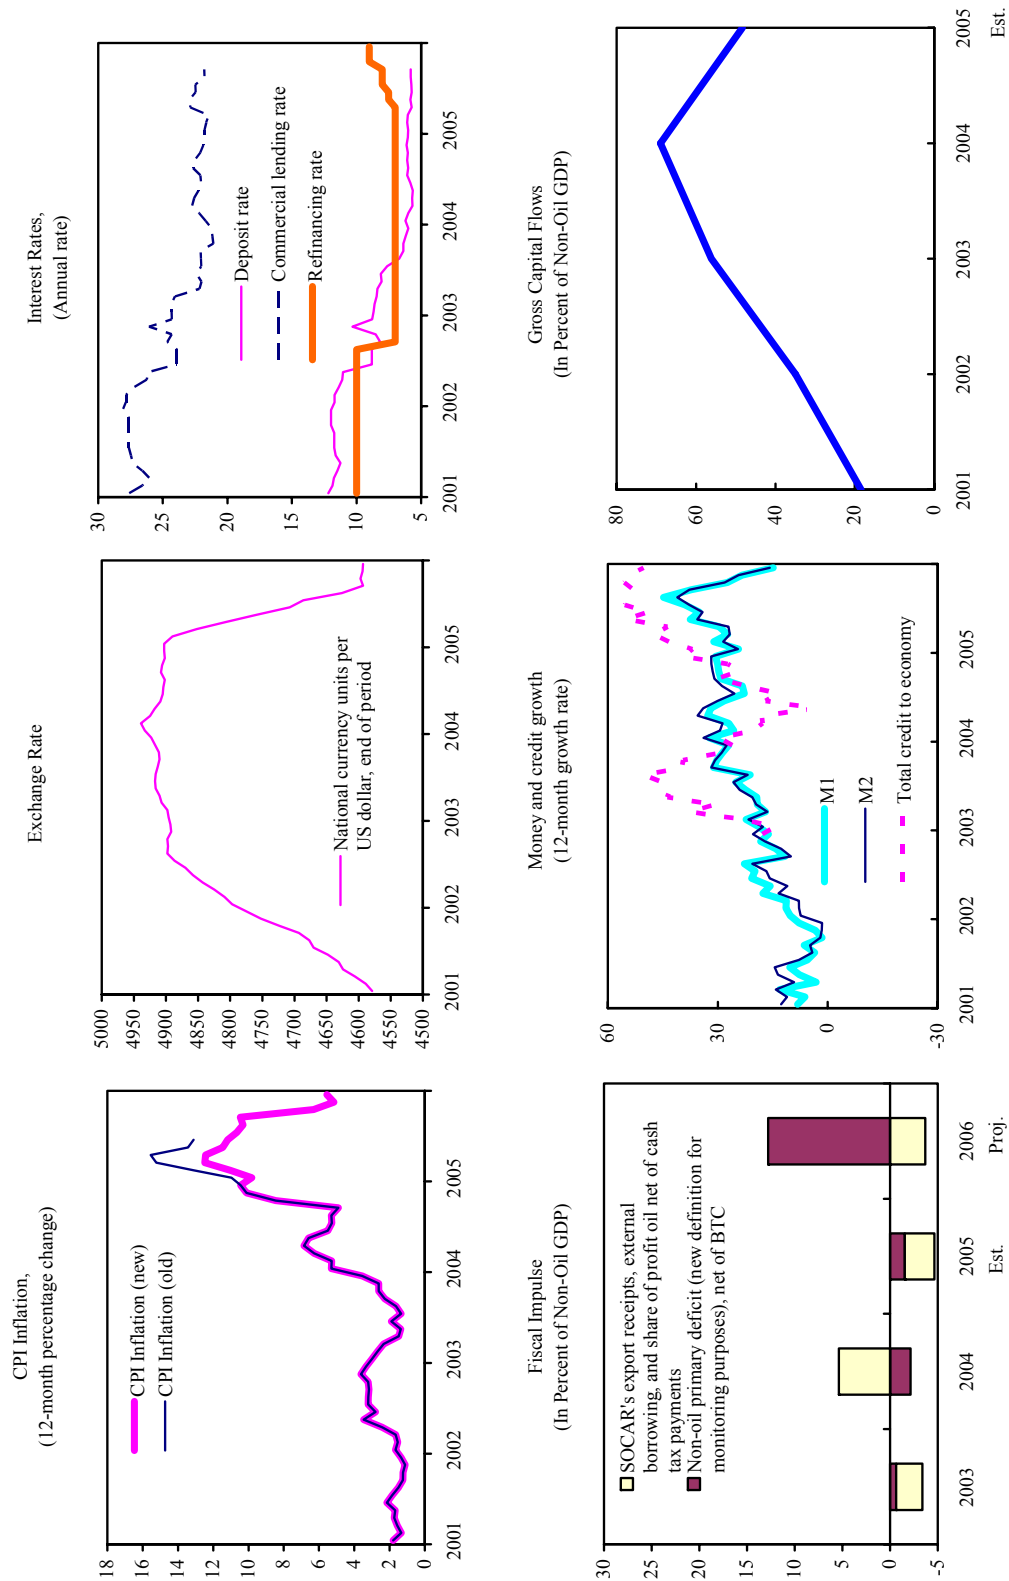 CPI Inflation,
(12-month percentage change)
18
16
14
12
10
8
6
4
2
0
2001
2002
2003
2004
2005
CPI Inflation (new)
CPI Inflation (old)
Exchange Rate
5000
4950
4900
4850
4800
4750
4700
4650
4600
4550
4500
2001
2002
2003
2004
2005
National currency units per
US dollar, end of period
Interest Rates,
(Annual rate)
30
25
20
15
10
5
2001
2002
2003
2004
2005
Deposit rate
Commercial lending rate
Refinancing rate
Fiscal Impulse
(In Percent of Non-Oil GDP)
30
25
20
15
10
5
0
-5
2003
2004
2005
2006
Est.
Proj.
SOCAR's export receipts, external
borrowing, and share of profit oil net of cash
tax payments
Non-oil primary deficit (new definition for
monitoring purposes), net of BTC
Money and credit growth
(12-month growth rate)
60
30
0
-30
2001
2002
2003
2004
2005
M1
M2
Total credit to economy
Gross Capital Flows
(In Percent of Non-Oil GDP)
80
60
40
20
0
2001
2002
2003
2004
2005
Est.